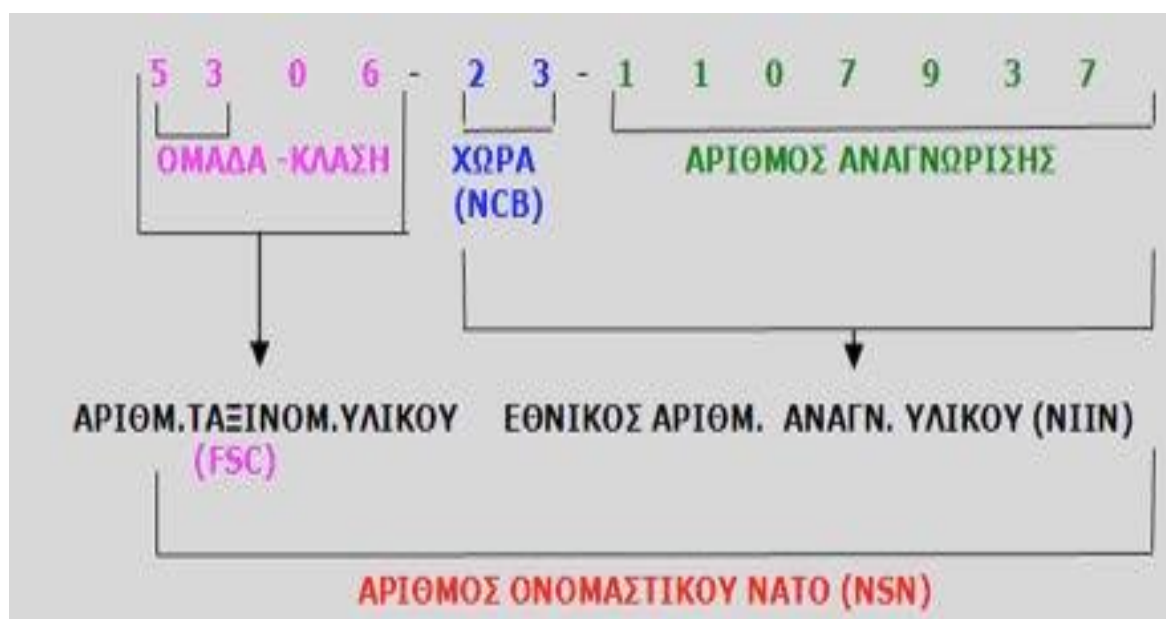 5 3 0 6 - 2 3 - 1 1 0 7 9 3 7
ΟΜΑΔΑ -ΚΛΑΣΗ
ΧΩΡΑ
(NCB)
ΑΡΙΘΜΟΣ ΑΝΑΓΝΩΡΙΣΗΣ
ΑΡΙΘΜ.ΤΑΞΙΝΟΜ.ΥΛΙΚΟΥ
(FSC)
ΕΘΝΙΚΟΣ ΑΡΙΘΜ. ΑΝΑΓΝ. ΥΛΙΚΟΥ (NIIN)
ΑΡΙΘΜΟΣ ΟΝΟΜΑΣΤΙΚΟΥ ΝΑΤΟ (NSN)